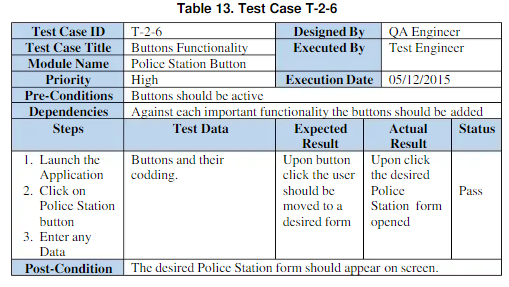 Table 13. Test Case T-2-6
Test Case ID T-2-6 Designed By QA Engineer
Test Case Title Buttons Functionality Executed By Test Engineer
Module Name Police Station Button
Priority High Execution Date 05/12/2015
Pre-Conditions Buttons should be active
Dependencies Against each important functionality the buttons should be added
Steps Test Data Expected Result Actual Result Status
1. Launch the Application
2. Click on Police Station button
3. Enter any Data
Buttons and their codding.
Upon button click the user should be moved to a desired form
Upon click the desired Police Station form opened
Pass
Post-Condition The desired Police Station form should appear on screen.